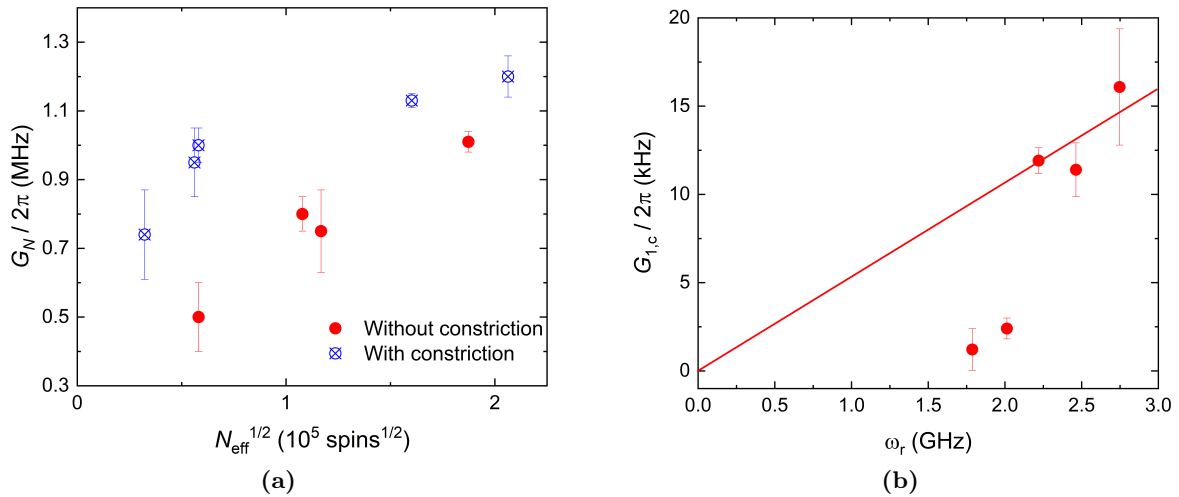 1.5
1.3
1.1
0.9
0.7
0.5
0.3
G_N / 2π (MHz)
Without constriction
With constriction
0 1 2
N_eff^1/2 (10^5 spins^1/2)
(a)
20
15
10
5
0
G_1,c / 2π (kHz)
0.0 0.5 1.0 1.5 2.0 2.5 3.0
ω_r (GHz)
(b)